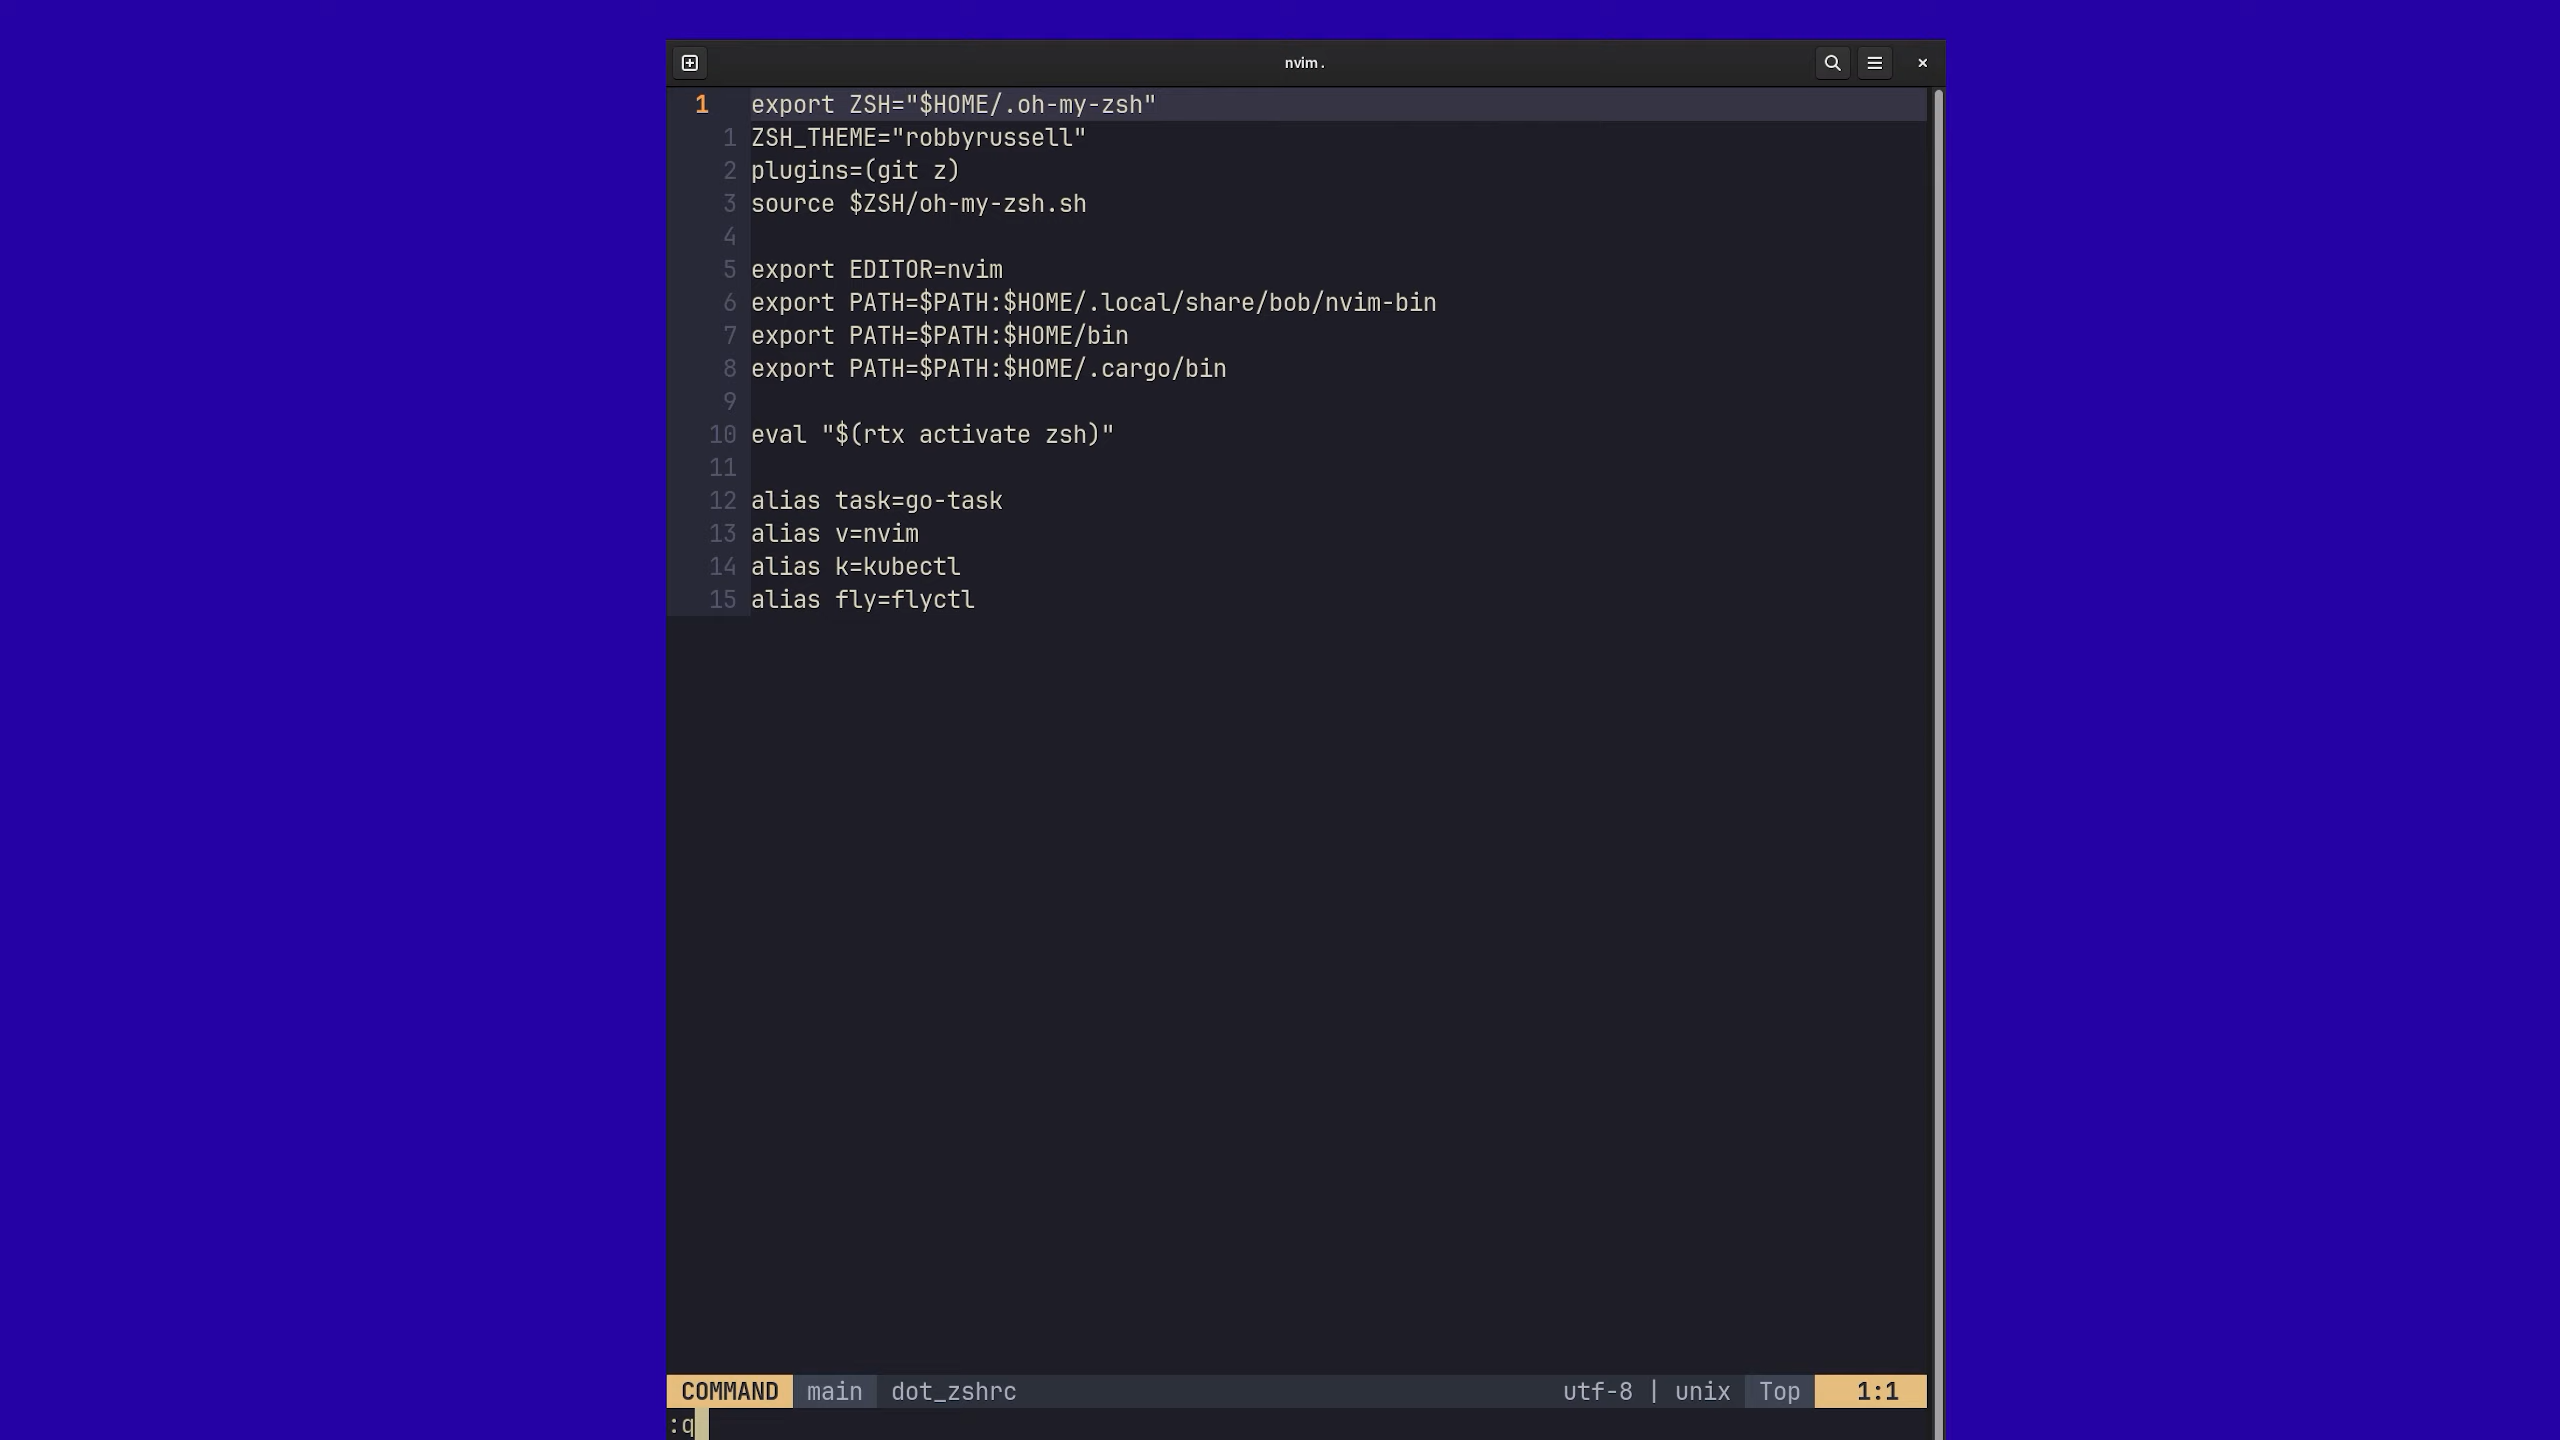 nvim .
1 export ZSH="$HOME/.oh-my-zsh"
1 ZSH_THEME="robbyrussell"
2 plugins=(git z)
3 source $ZSH/oh-my-zsh.sh
4
5 export EDITOR=nvim
6 export PATH=$PATH:$HOME/.local/share/bob/nvim-bin
7 export PATH=$PATH:$HOME/bin
8 export PATH=$PATH:$HOME/.cargo/bin
9
10 eval "$(rtx activate zsh)"
11
12 alias task=go-task
13 alias v=nvim
14 alias k=kubectl
15 alias fly=flyctl
COMMAND main dot_zshrc utf-8 | unix Top 1:1
:q